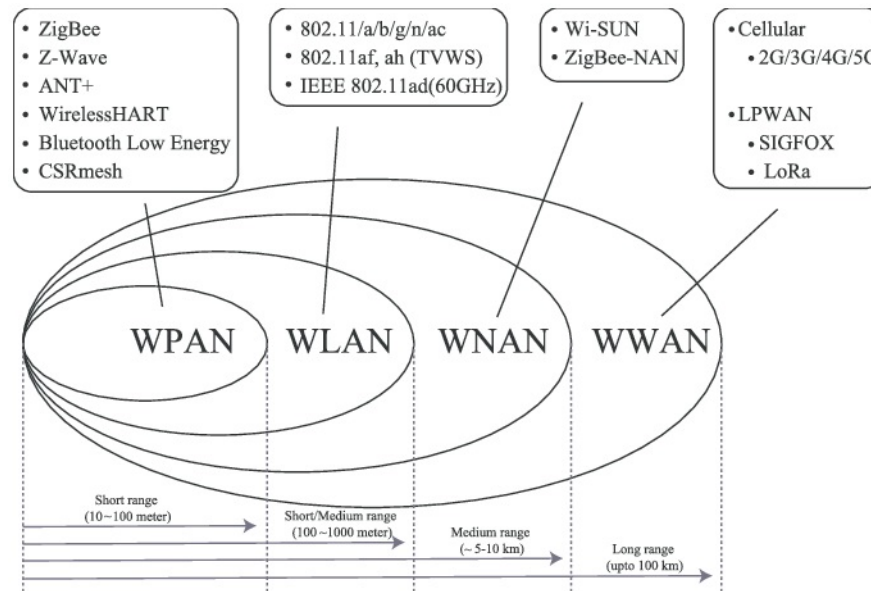 • ZigBee
• Z-Wave
• ANT+
• WirelessHART
• Bluetooth Low Energy
• CSRmesh
• 802.11/a/b/g/n/ac
• 802.11af, ah (TVWS)
• IEEE 802.11ad(60GHz)
• Wi-SUN
• ZigBee-NAN
• Cellular
• 2G/3G/4G/5G
• LPWAN
• SIGFOX
• LoRa
WPAN
WLAN
WNAN
WWAN
Short range
(10~100 meter)
Short/Medium range
(100~1000 meter)
Medium range
(~ 5-10 km)
Long range
(upto 100 km)